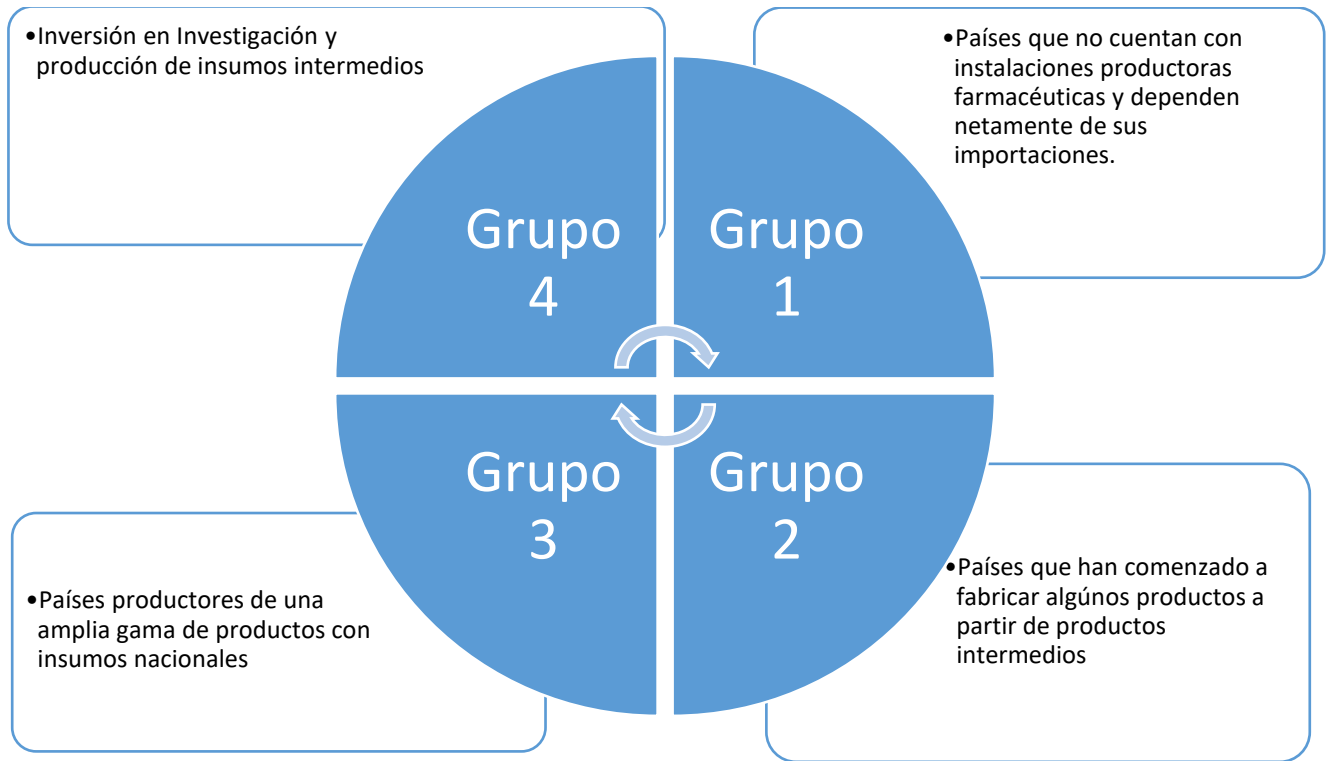 •Inversión en Investigación y
producción de insumos intermedios
•Países que no cuentan con
instalaciones productoras
farmacéuticas y dependen
netamente de sus
importaciones.
Grupo
4
Grupo
1
Grupo
3
Grupo
2
•Países productores de una
amplia gama de productos con
insumos nacionales
•Países que han comenzado a
fabricar algúnos productos a
partir de productos
intermedios